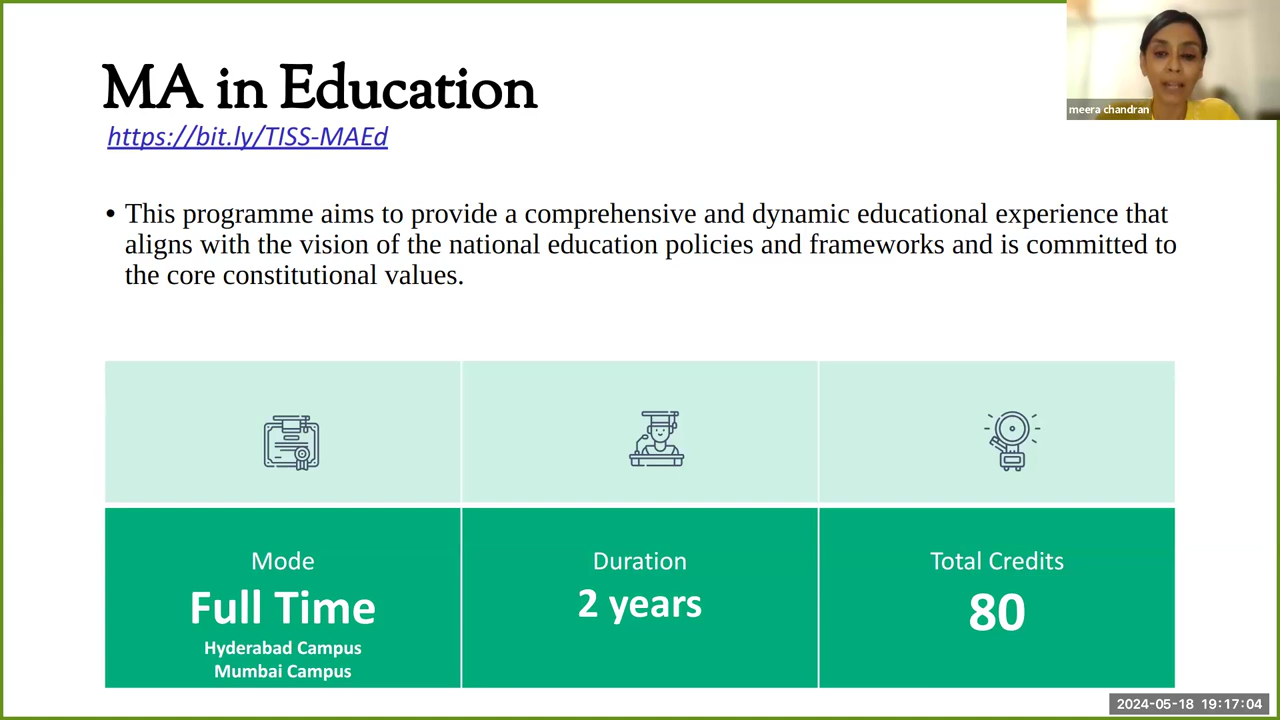 MA in Education
https://bit.ly/TISS-MAEd
meera chandran
• This programme aims to provide a comprehensive and dynamic educational experience that
aligns with the vision of the national education policies and frameworks and is committed to
the core constitutional values.
Mode
Full Time
Hyderabad Campus
Mumbai Campus
Duration
2 years
Total Credits
80
2024-05-18 19:17:04